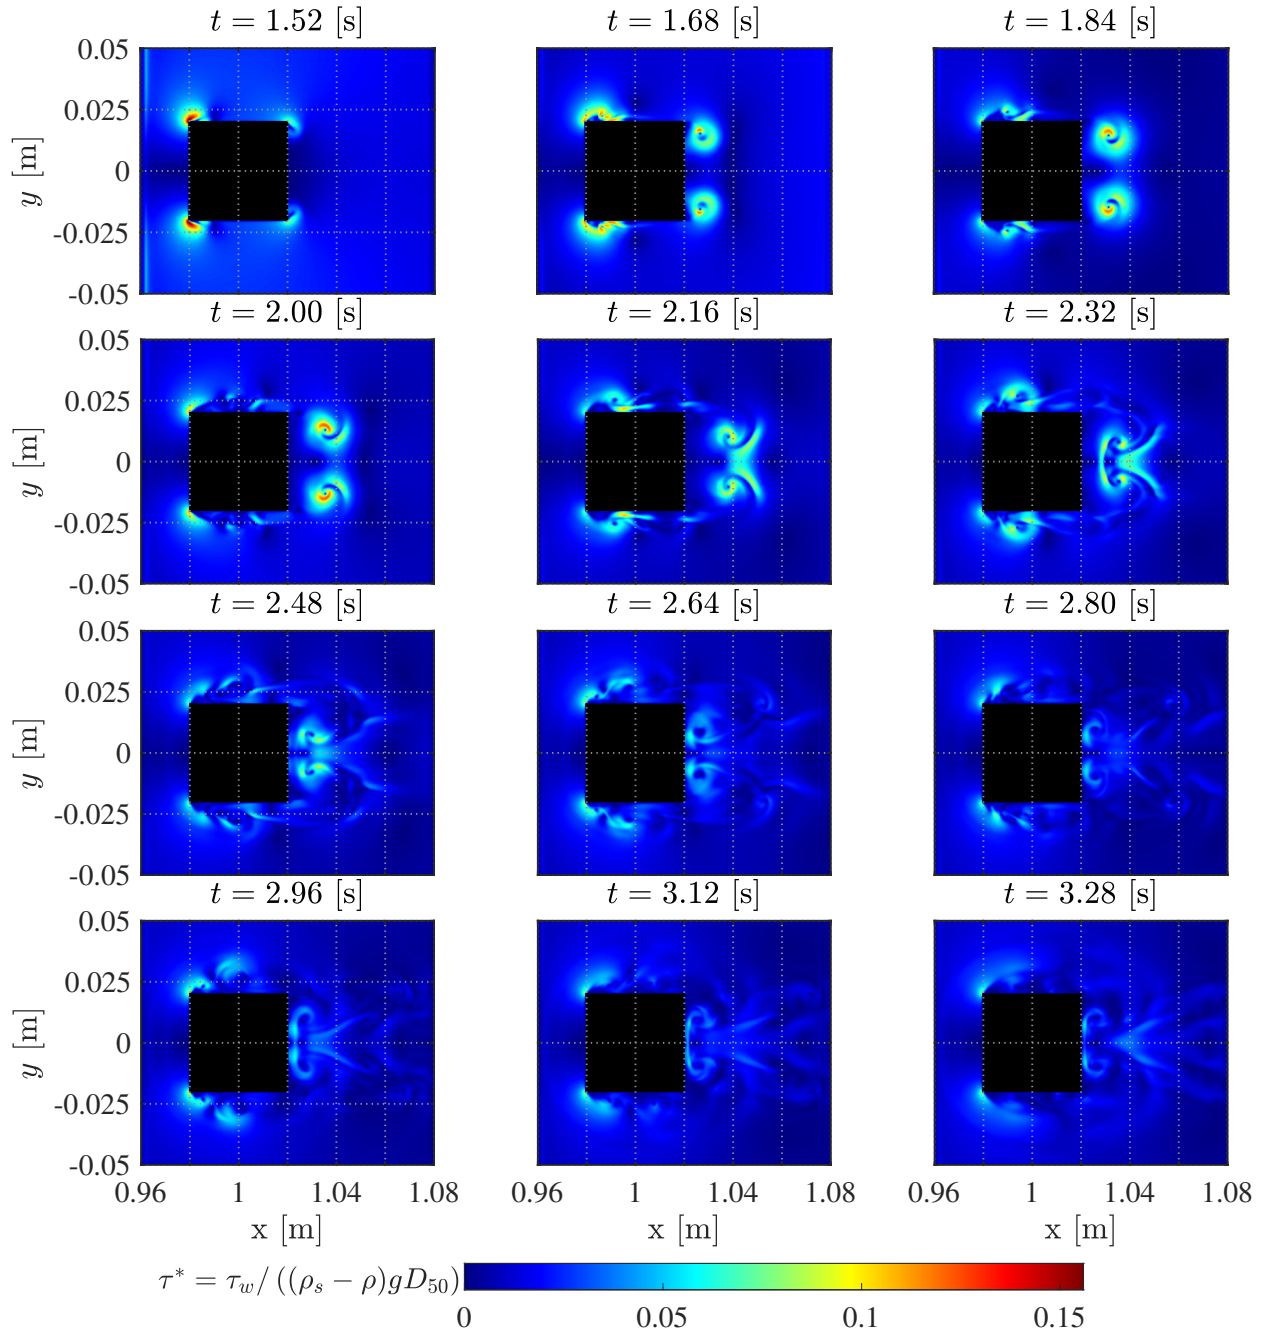 t = 1.52 [s] t = 1.68 [s] t = 1.84 [s]
0.05
0.025
0
-0.025
-0.05
y [m]
t = 2.00 [s] t = 2.16 [s] t = 2.32 [s]
0.05
0.025
0
-0.025
-0.05
y [m]
t = 2.48 [s] t = 2.64 [s] t = 2.80 [s]
0.05
0.025
0
-0.025
-0.05
y [m]
t = 2.96 [s] t = 3.12 [s] t = 3.28 [s]
0.05
0.025
0
-0.025
-0.05
y [m]
0.96 1 1.04 1.08 0.96 1 1.04 1.08 0.96 1 1.04 1.08
x [m] x [m] x [m]
τ* = τ_w/ ((ρ_s − ρ)gD_50)
0 0.05 0.1 0.15